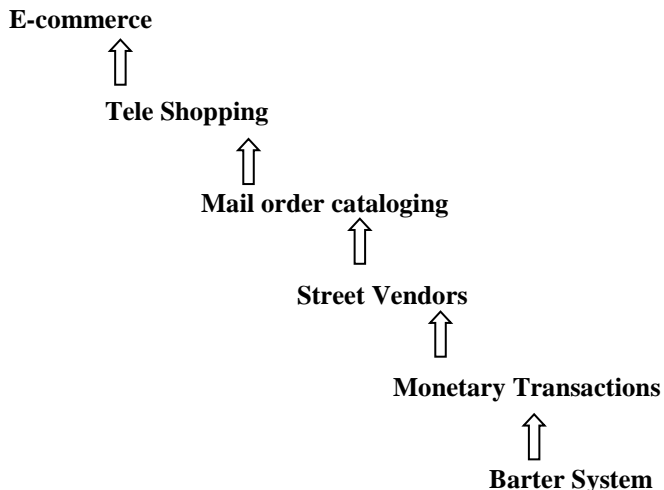 E-commerce
Tele Shopping
Mail order cataloging
Street Vendors
Monetary Transactions
Barter System